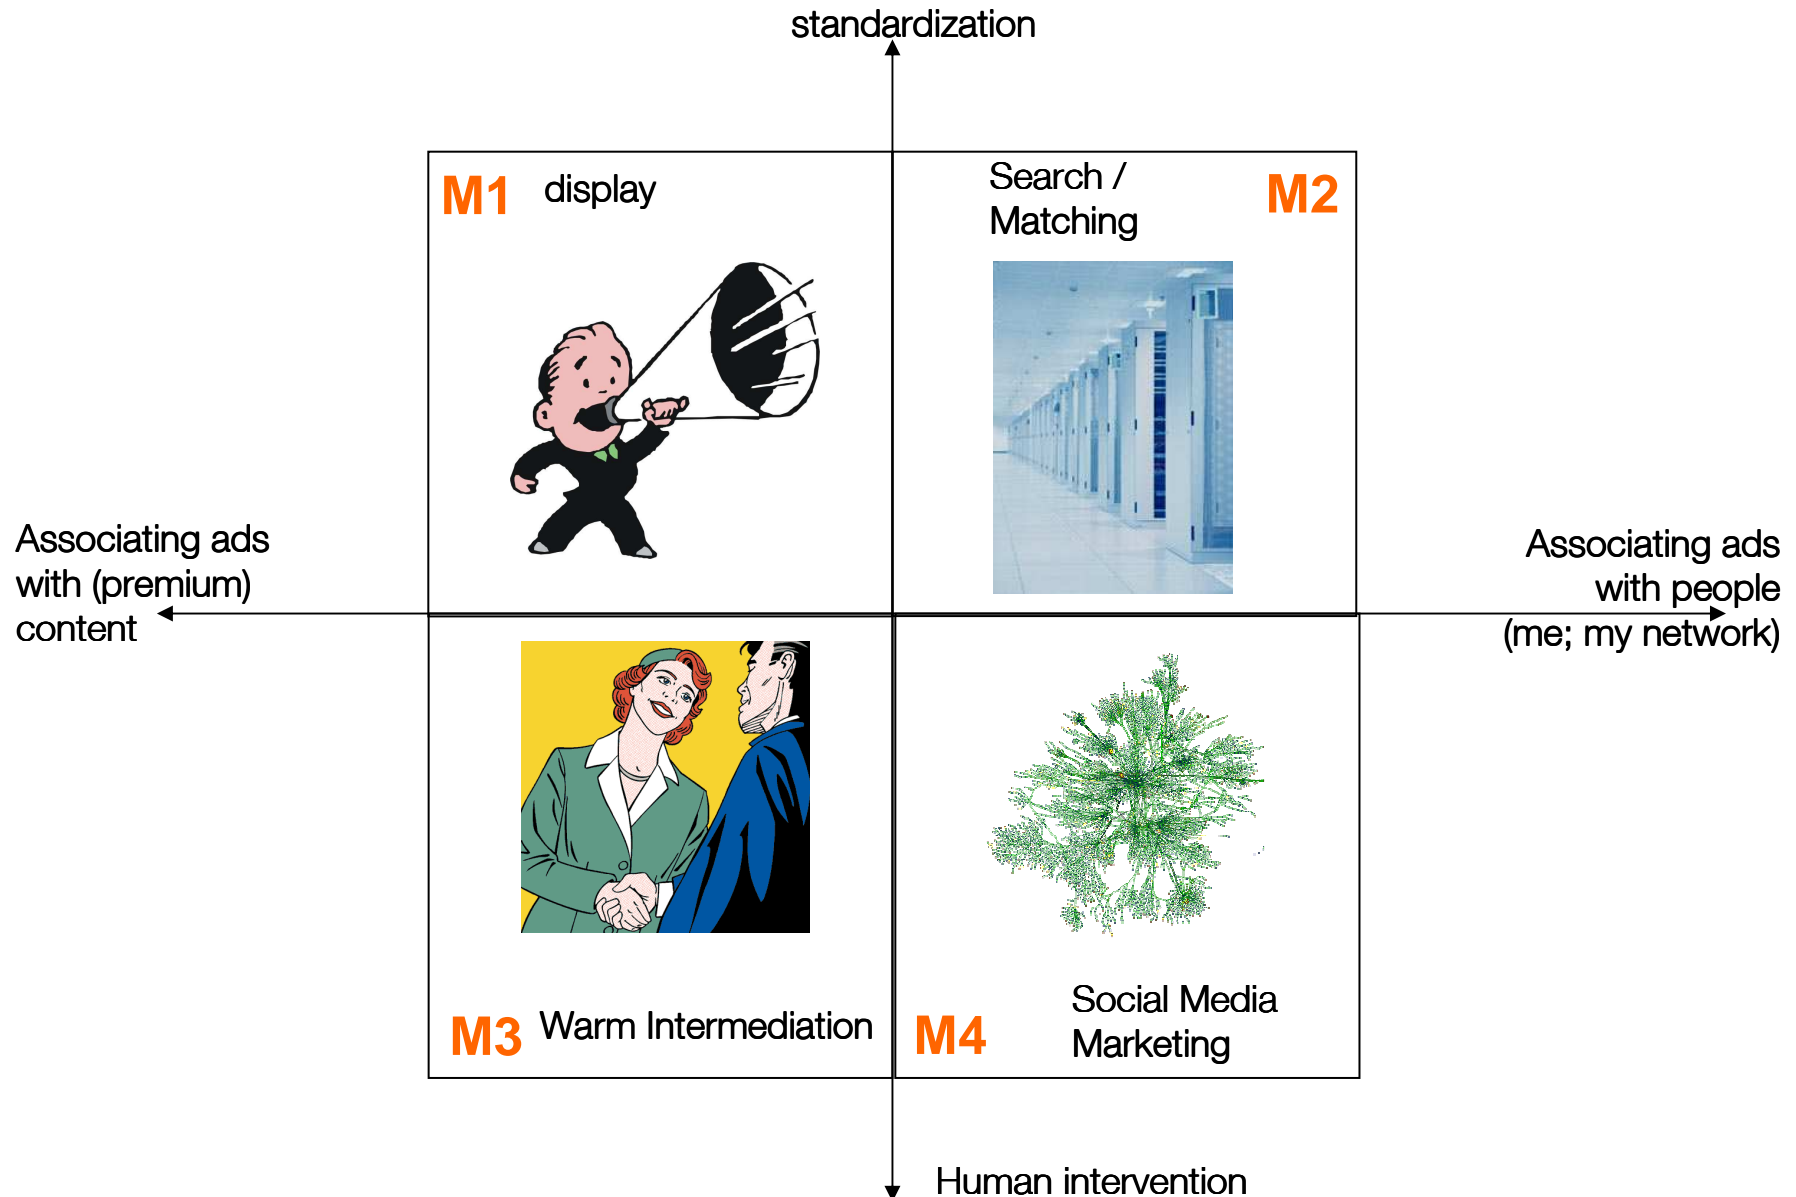 standardization
M1 display
Search /
Matching
M2
Associating ads
with (premium)
content
Associating ads
with people
(me; my network)
M3 Warm Intermediation
M4
Social Media
Marketing
Human intervention